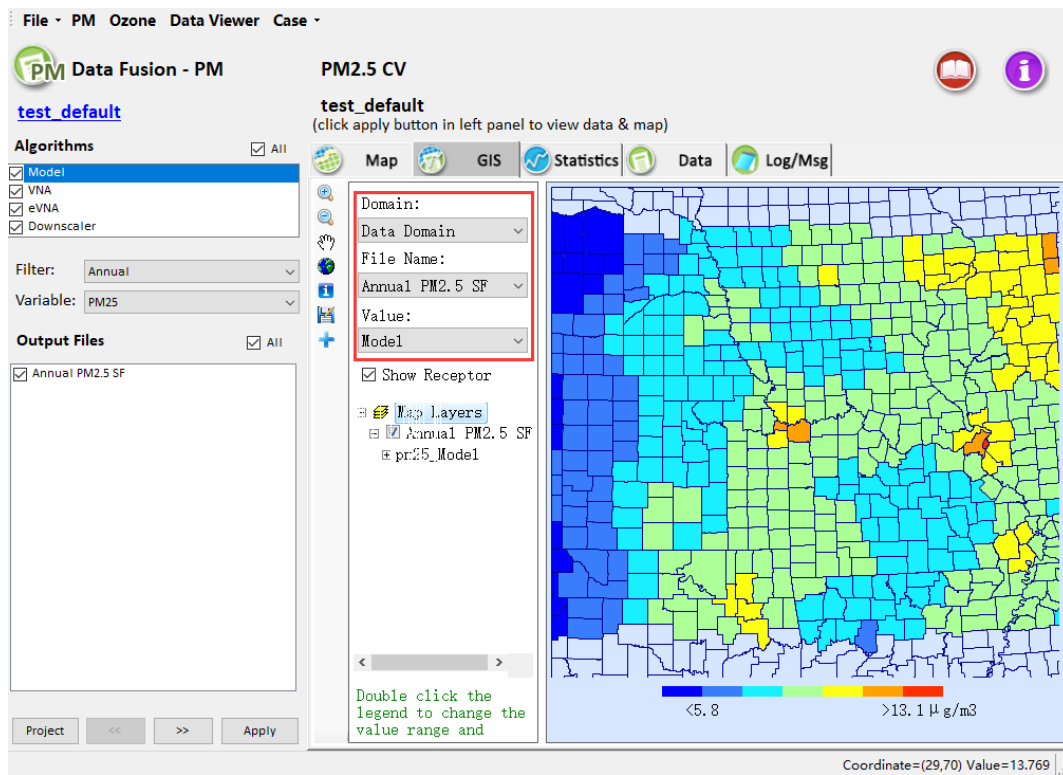 File PM Ozone Data Viewer Case
PM Data Fusion - PM
PM2.5 CV
test_default
test_default
(click apply button in left panel to view data & map)
Algorithms
All
Model
VNA
eVNA
Downscaler
Filter: Annual
Variable: PM25
Output Files
All
Annual PM2.5 SF
Project << >> Apply
Map GIS Statistics Data Log/Msg
Domain:
Data Domain
File Name:
Annual PM2.5 SF
Value:
Model
Show Receptor
Map Layers
Annual PM2.5 SF
pm25_Model
Double click the
legend to change the
value range and
<5.8 >13.1 μg/m3
Coordinate=(29,70) Value=13.769